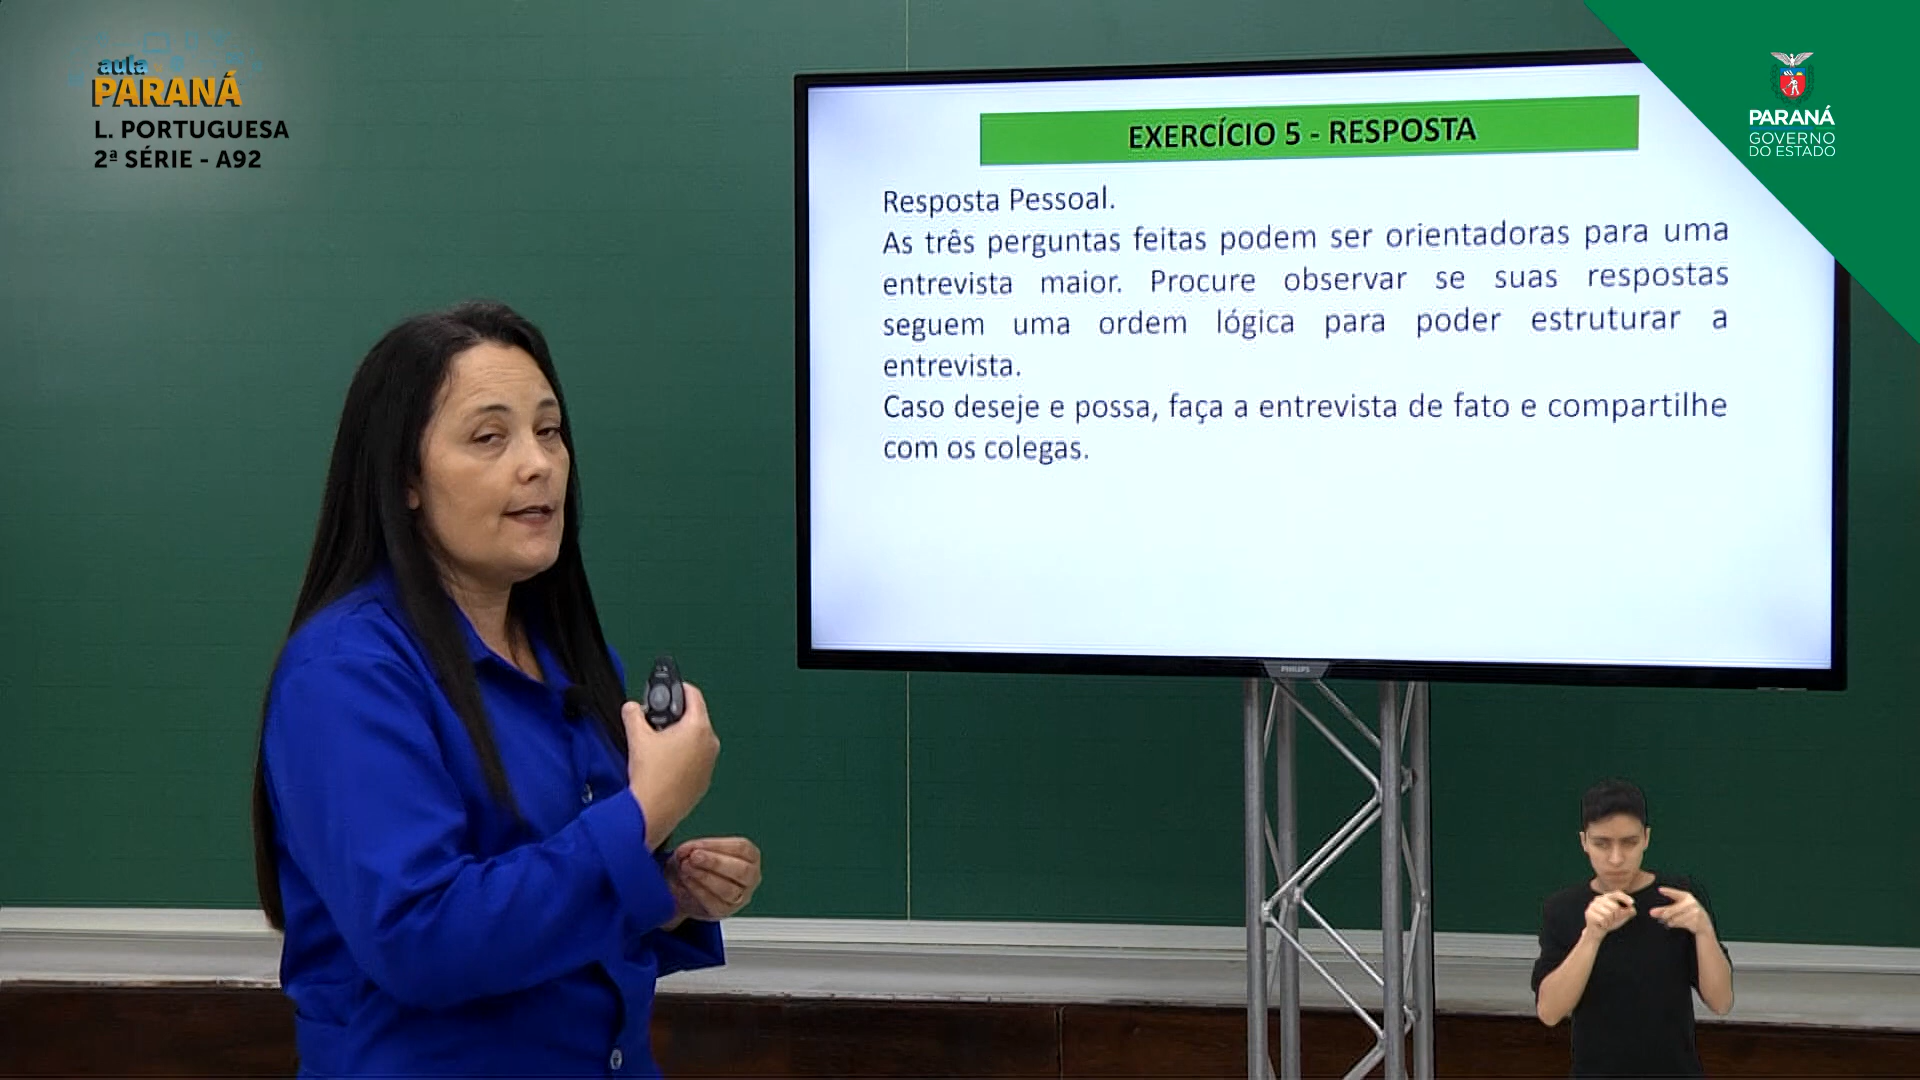 aula
PARANÁ
L. PORTUGUESA
2ª SÉRIE - A92
EXERCÍCIO 5 - RESPOSTA
Resposta Pessoal.
As três perguntas feitas podem ser orientadoras para uma
entrevista maior. Procure observar se suas respostas
seguem uma ordem lógica para poder estruturar a
entrevista.
Caso deseje e possa, faça a entrevista de fato e compartilhe
com os colegas.
PARANÁ
GOVERNO
DO ESTADO
PHILIPS